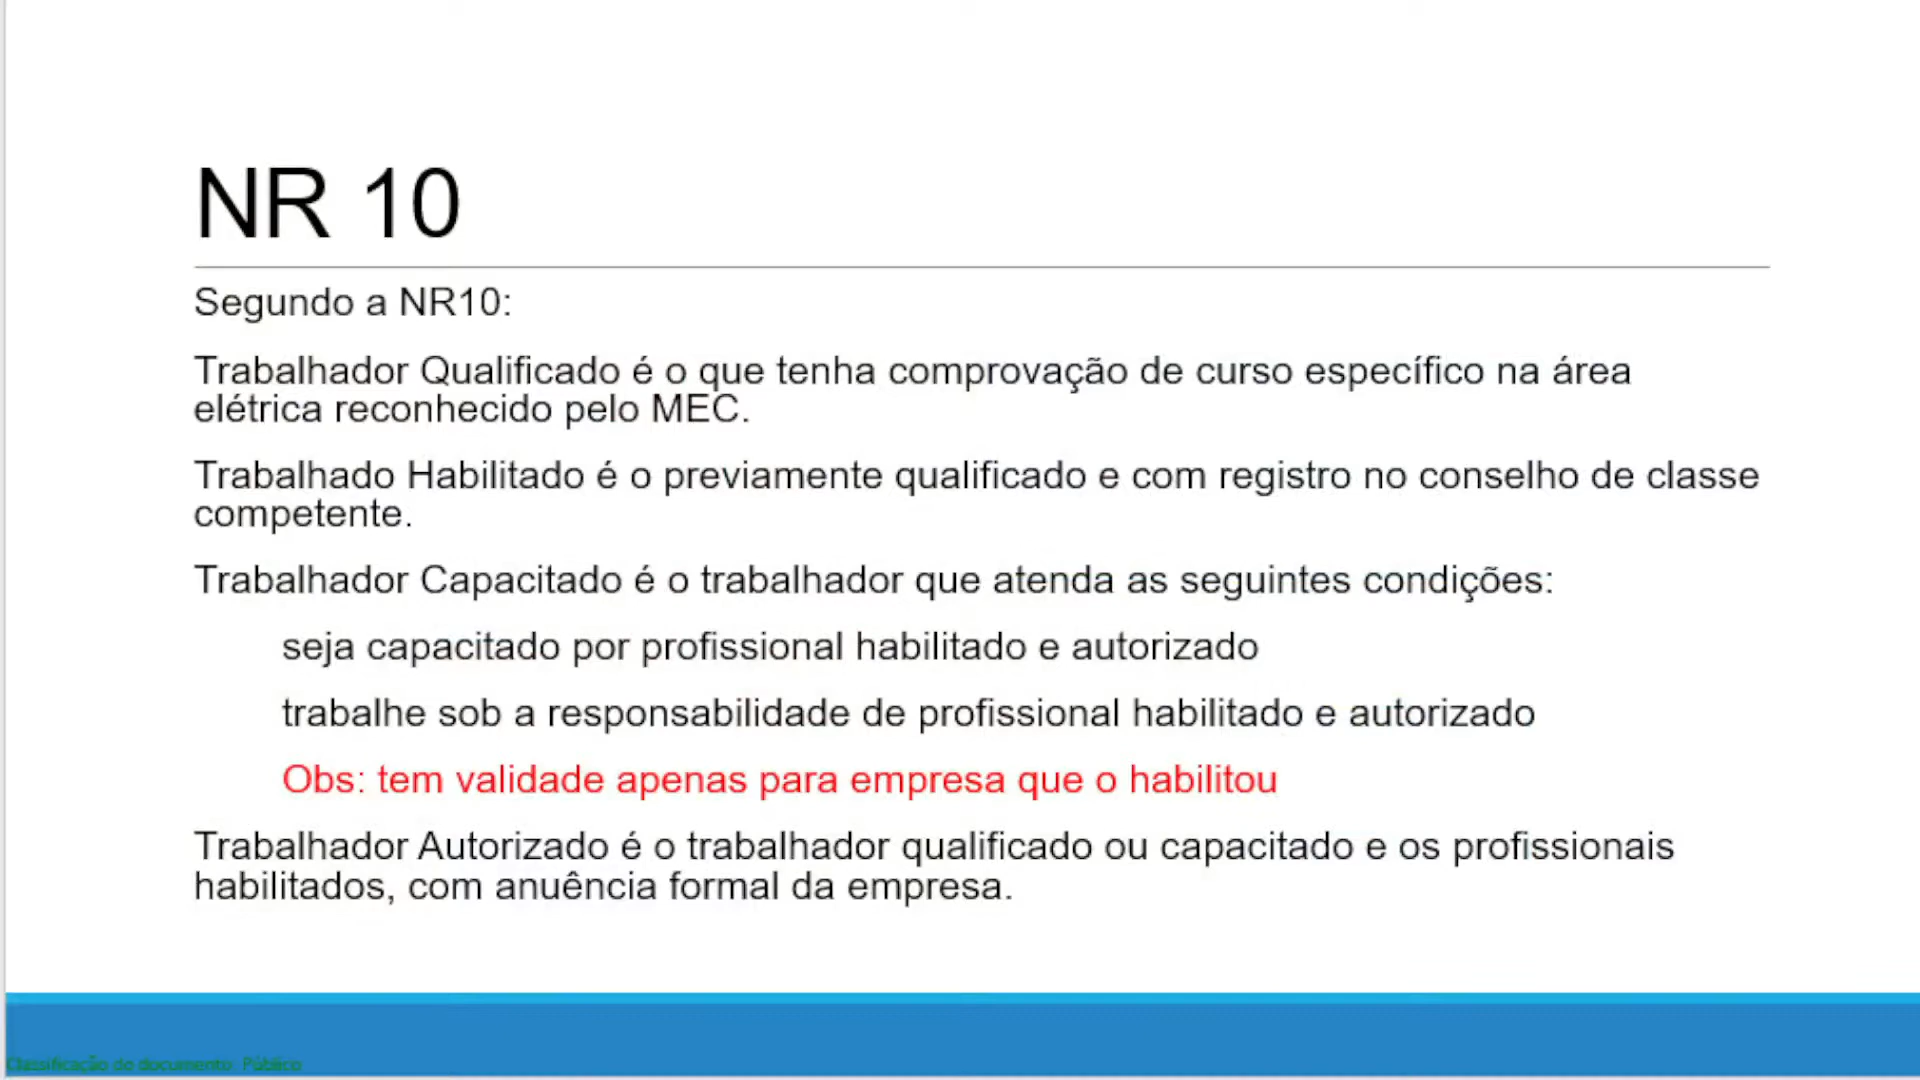 NR 10
Segundo a NR10:
Trabalhador Qualificado é o que tenha comprovação de curso específico na área
elétrica reconhecido pelo MEC.
Trabalhado Habilitado é o previamente qualificado e com registro no conselho de classe
competente.
Trabalhador Capacitado é o trabalhador que atenda as seguintes condições:
seja capacitado por profissional habilitado e autorizado
trabalhe sob a responsabilidade de profissional habilitado e autorizado
Obs: tem validade apenas para empresa que o habilitou
Trabalhador Autorizado é o trabalhador qualificado ou capacitado e os profissionais
habilitados, com anuência formal da empresa.
Classificação do documento: Público